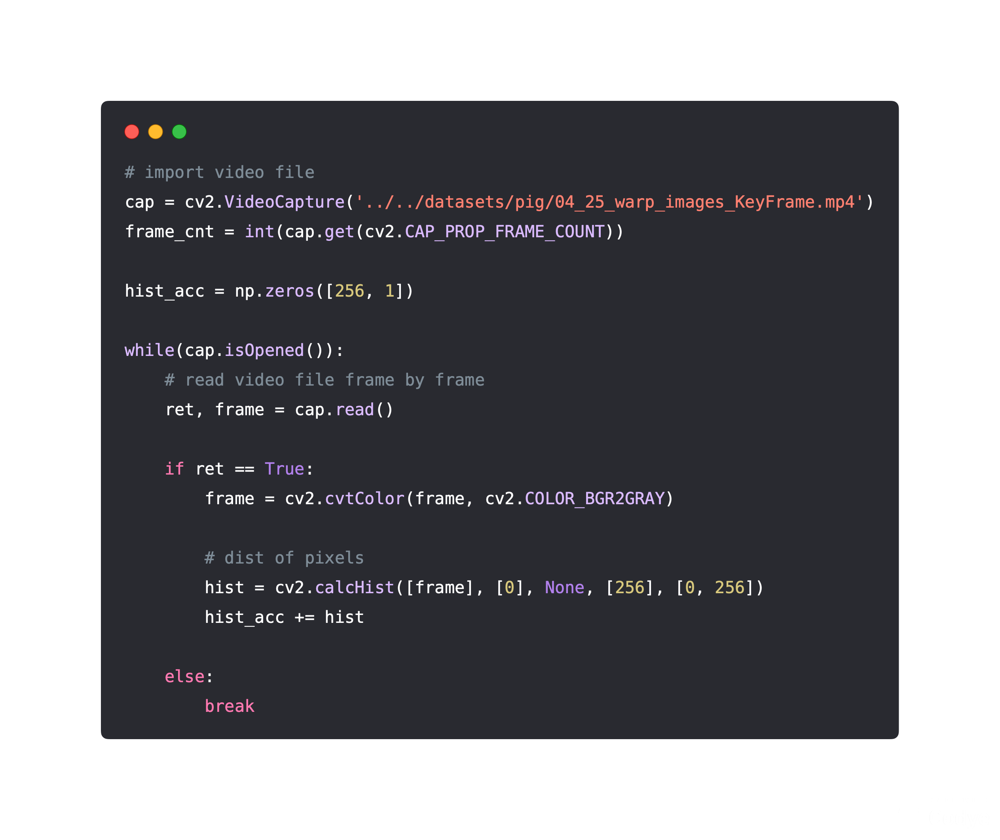 # import video file
cap = cv2.VideoCapture('../../datasets/pig/04_25_warp_images_KeyFrame.mp4')
frame_cnt = int(cap.get(cv2.CAP_PROP_FRAME_COUNT))

hist_acc = np.zeros([256, 1])

while(cap.isOpened()):
    # read video file frame by frame
    ret, frame = cap.read()

    if ret == True:
        frame = cv2.cvtColor(frame, cv2.COLOR_BGR2GRAY)

        # dist of pixels
        hist = cv2.calcHist([frame], [0], None, [256], [0, 256])
        hist_acc += hist

    else:
        break